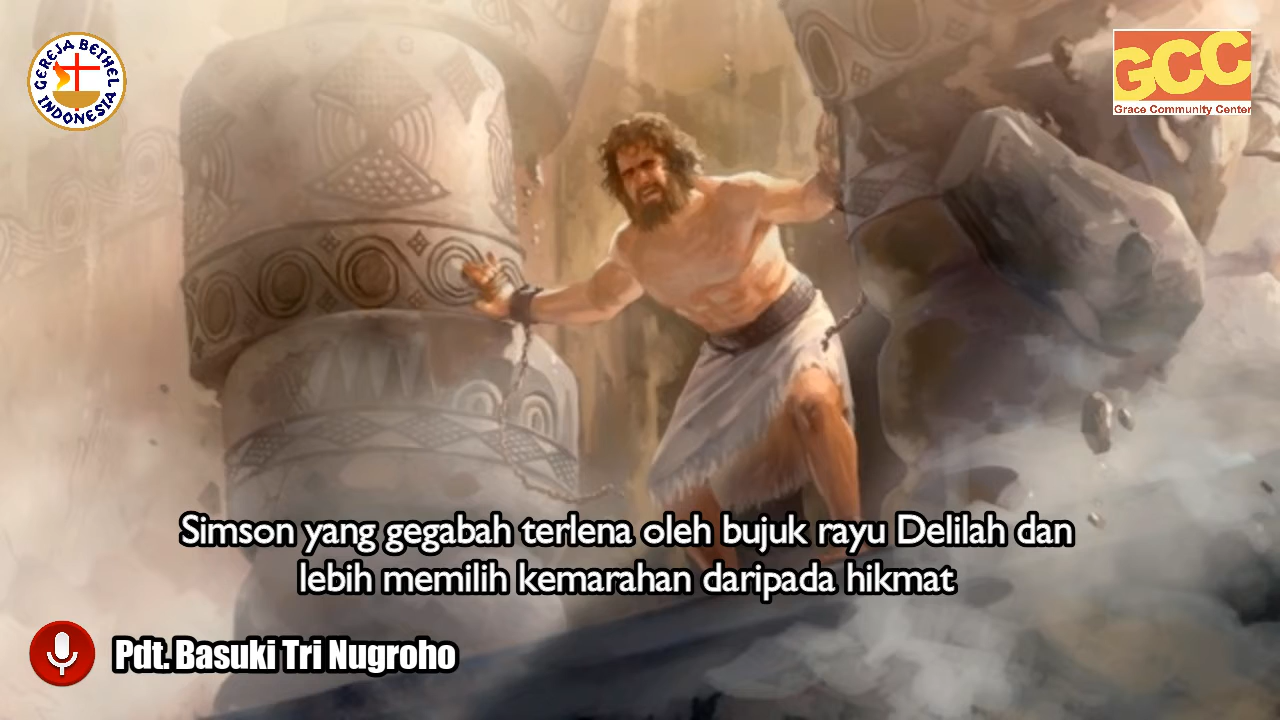 GEREJA BETHEL
INDONESIA
GCC
Grace Community Center
Simson yang gegabah terlena oleh bujuk rayu Delilah dan
lebih memilih kemarahan daripada hikmat
Pdt. Basuki Tri Nugroho